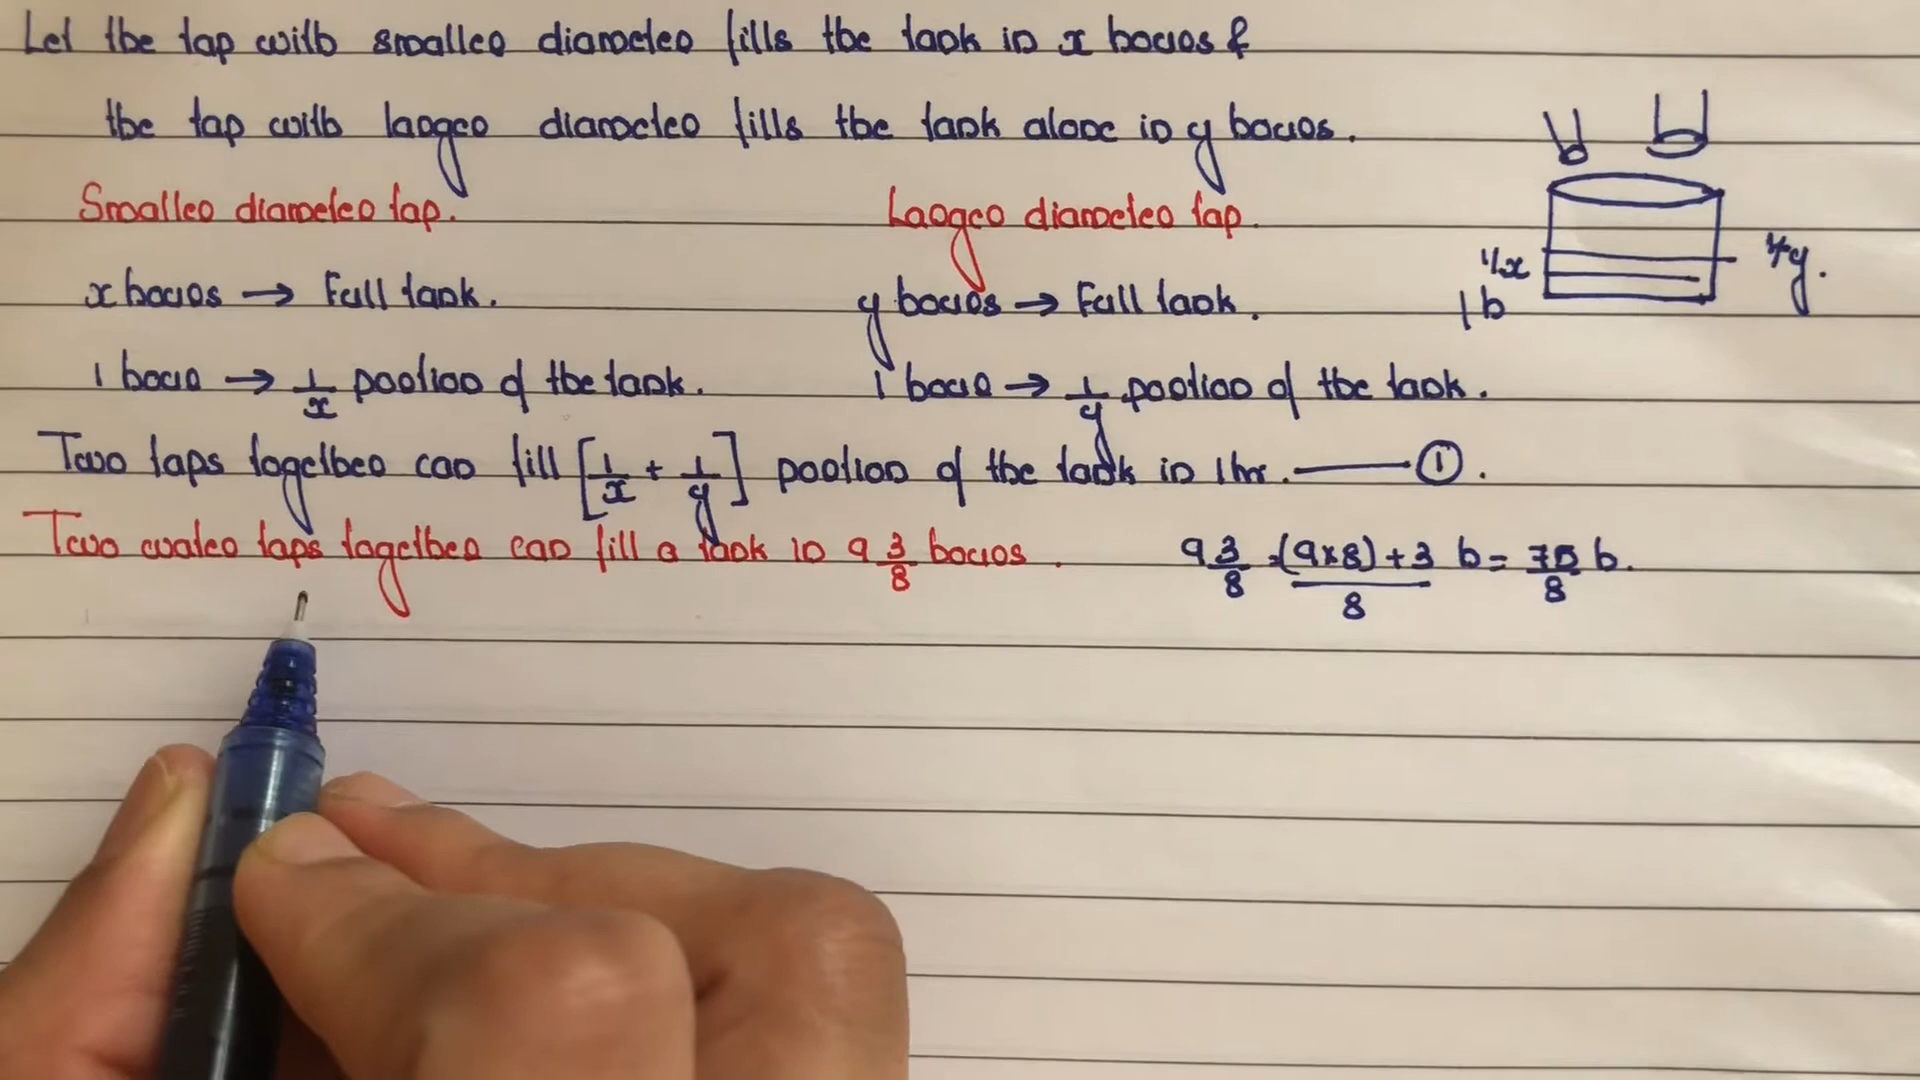 Let the tap with smaller diameter fills the tank in x hours &
the tap with larger diameter fills the tank alone in y hours.
Smaller diameter tap. Larger diameter tap.
x hours → Full tank. y hours → Full tank.
1 hour → 1/x portion of the tank. 1 hour → 1/y portion of the tank.
1/x 1/y.
1 h
Two taps together can fill [1/x + 1/y] portion of the tank in 1 hr. —— ①.
Two water taps together can fill a tank in 9 3/8 hours. 9 3/8 = (9×8)+3/8 h = 75/8 h.